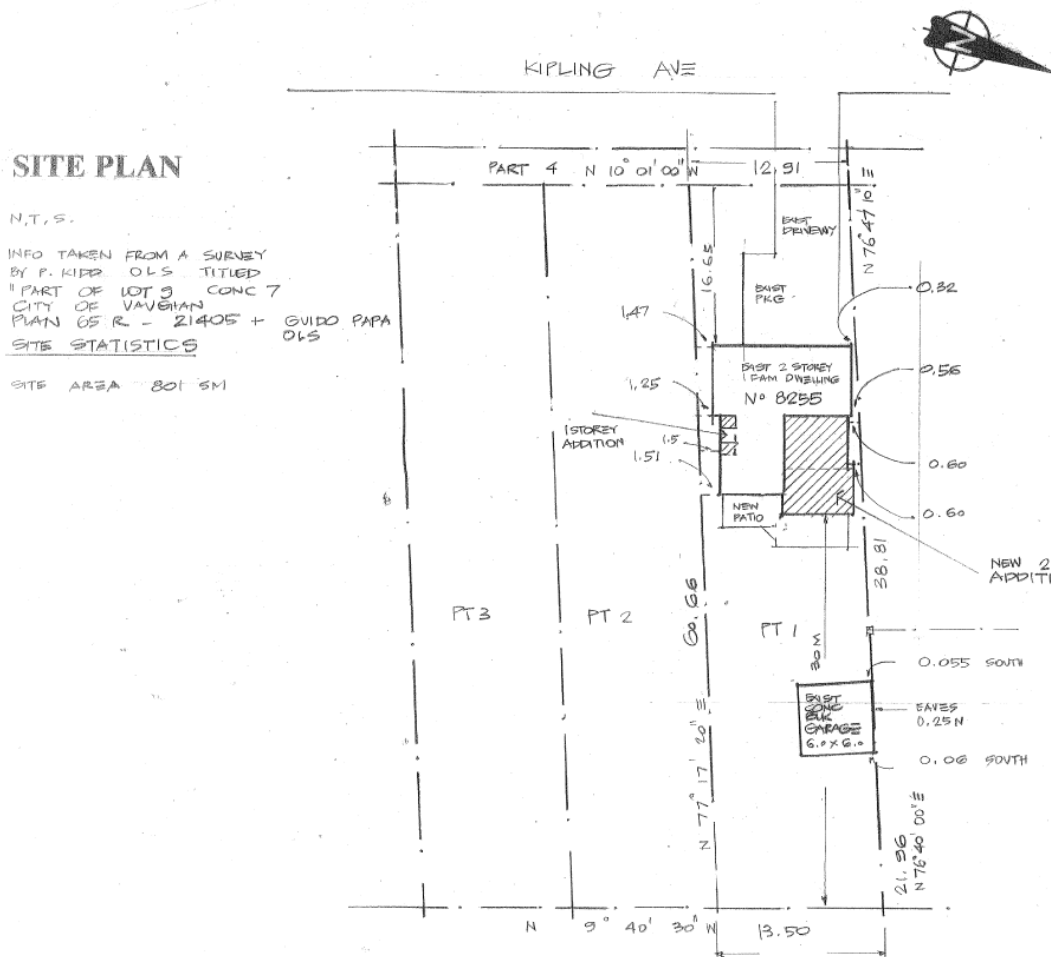 KIPLING AVE
N
SITE PLAN
N.T.S.
INFO TAKEN FROM A SURVEY
BY P. KIDD OLS TITLED
"PART OF LOT 9 CONC 7
CITY OF VAUGHAN
PLAN 65 R - 21405 + GUIDO PAPA
OLS
SITE STATISTICS
SITE AREA 801 SM
PART 4 N 10° 01' 00" W 12.91
N 76° 47' 10" E
EXIST
DRIVEWAY
16.65
EXIST
PKG
0.32
1.47
EXIST 2 STOREY
1 FAM DWELLING
Nº 8255
0.56
1.25
1 STOREY
ADDITION
1.5
1.51
0.60
0.60
NEW
PATIO
NEW 2
ADDITI
38.81
60.66
PT 3
PT 2
PT 1
30M
0.055 SOUTH
EXIST
CONC
BLK
GARAGE
6.0 X 6.0
EAVES
0.25 N
0.06 SOUTH
N 77° 17' 20" E
21.96
N 76° 40' 00" E
N 9° 40' 30" W 13.50